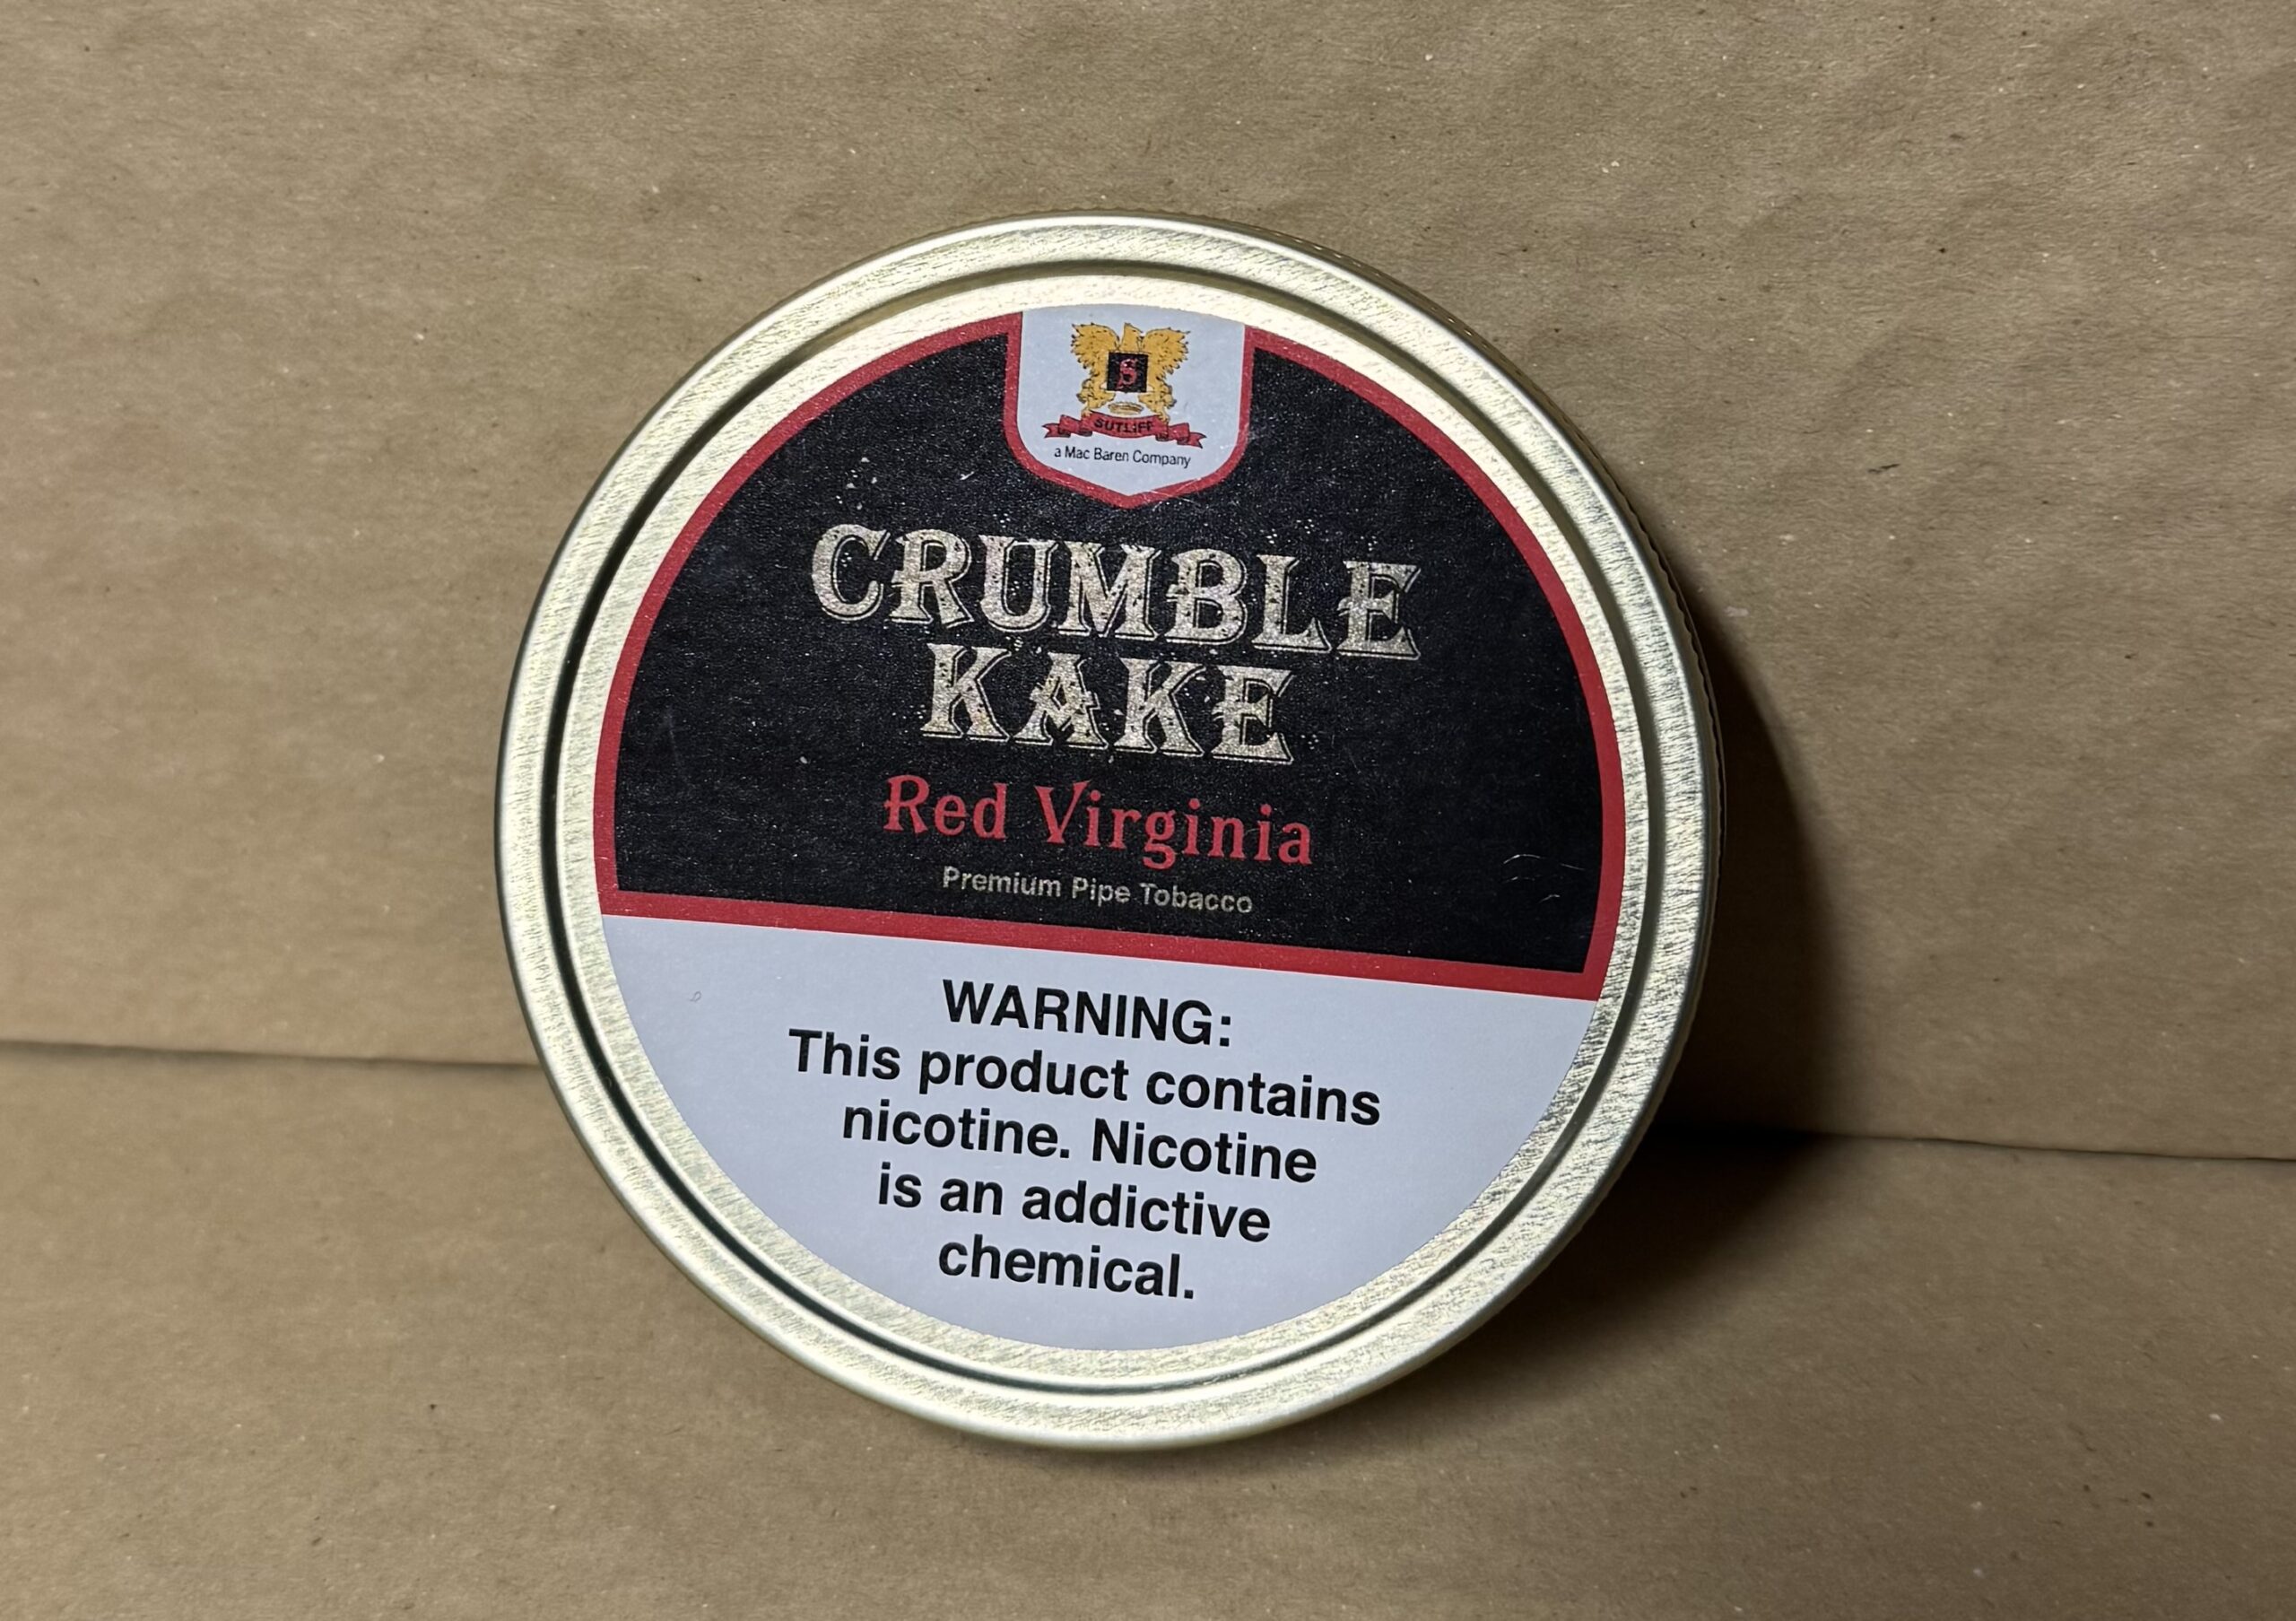 S
SUTLIFF
a Mac Baren Company
CRUMBLE
KAKE
Red Virginia
Premium Pipe Tobacco
WARNING:
This product contains
nicotine. Nicotine
is an addictive
chemical.